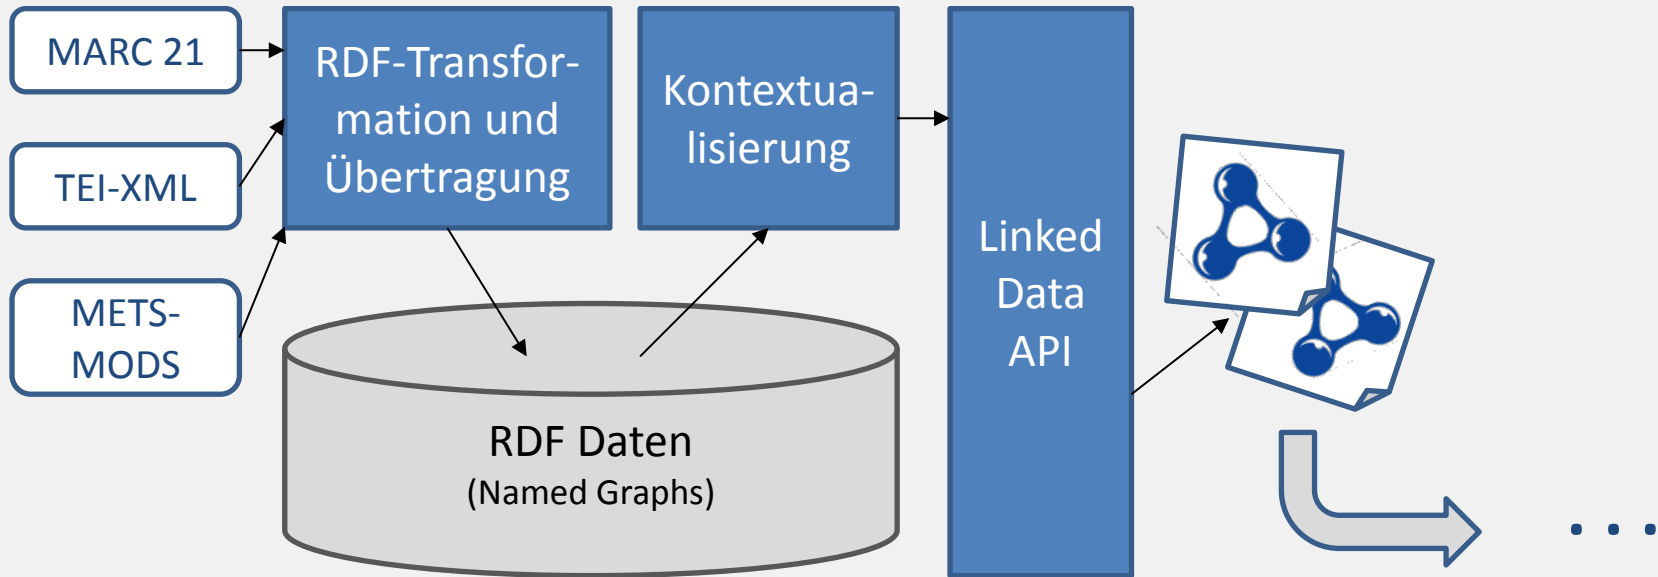 MARC 21
TEI-XML
METS-
MODS
RDF-Transfor-
mation und
Übertragung
Kontextua-
lisierung
RDF Daten
(Named Graphs)
Linked
Data
API
. . .